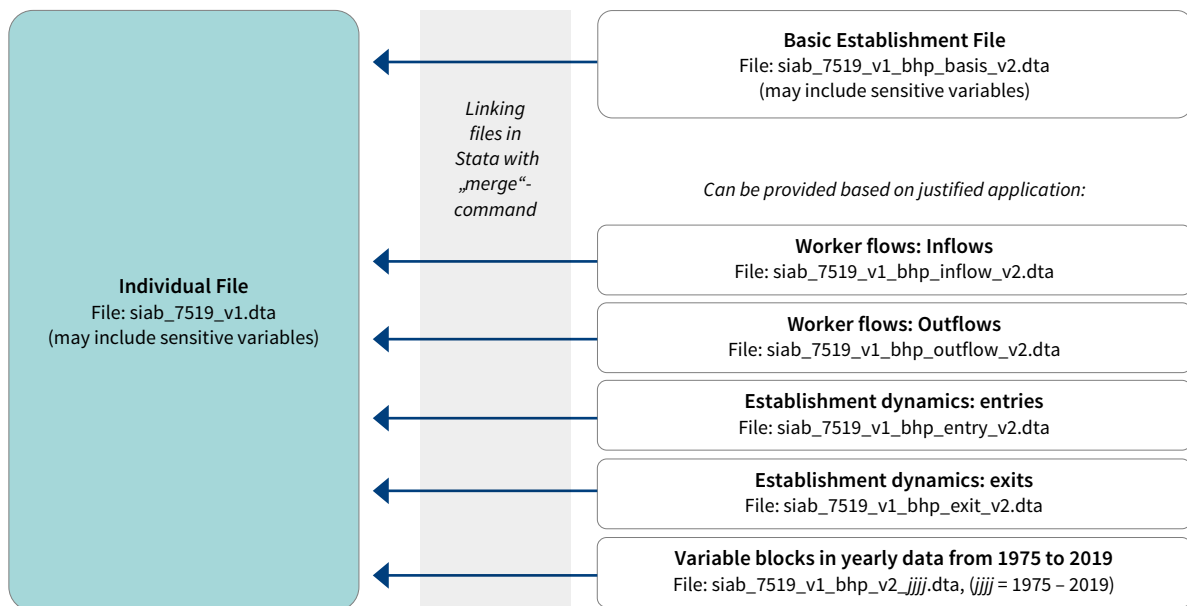 Individual File
File: siab_7519_v1.dta
(may include sensitive variables)
Linking
files in
Stata with
„merge“-
command
Basic Establishment File
File: siab_7519_v1_bhp_basis_v2.dta
(may include sensitive variables)
Can be provided based on justified application:
Worker flows: Inflows
File: siab_7519_v1_bhp_inflow_v2.dta
Worker flows: Outflows
File: siab_7519_v1_bhp_outflow_v2.dta
Establishment dynamics: entries
File: siab_7519_v1_bhp_entry_v2.dta
Establishment dynamics: exits
File: siab_7519_v1_bhp_exit_v2.dta
Variable blocks in yearly data from 1975 to 2019
File: siab_7519_v1_bhp_v2_jjjj.dta, (jjjj = 1975 – 2019)